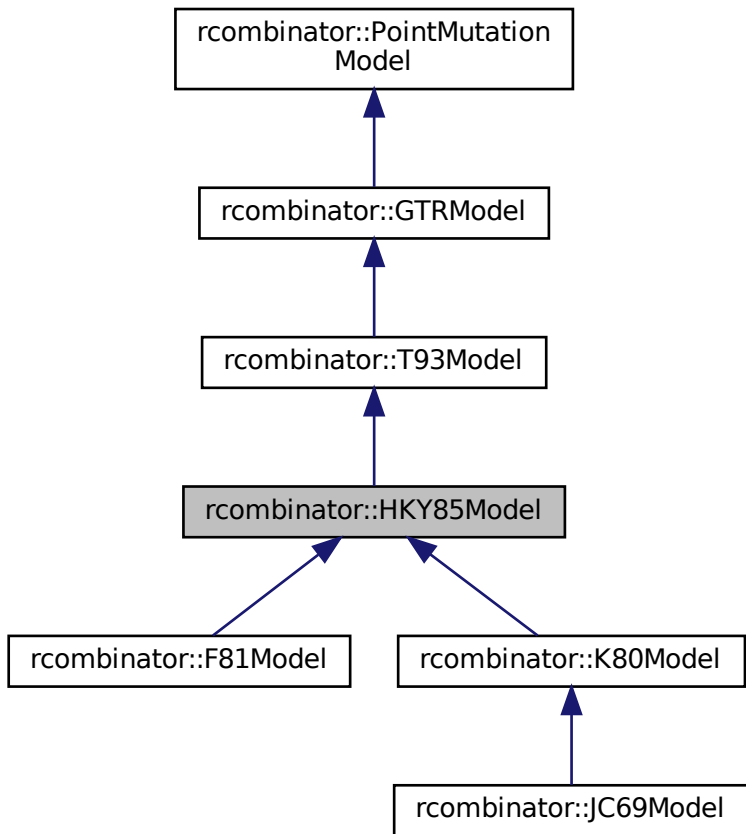 rcombinator::PointMutation
Model
rcombinator::GTRModel
rcombinator::T93Model
rcombinator::HKY85Model
rcombinator::F81Model
rcombinator::K80Model
rcombinator::JC69Model